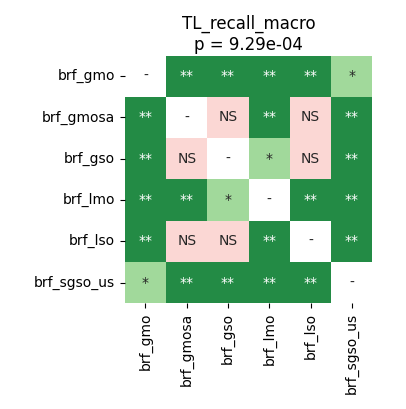 TL_recall_macro
p = 9.29e-04
brf_gmo - ** ** ** ** *
brf_gmosa ** - NS ** NS **
brf_gso ** NS - * NS **
brf_lmo ** ** * - ** **
brf_lso ** NS NS ** - **
brf_sgso_us * ** ** ** ** -
brf_gmo brf_gmosa brf_gso brf_lmo brf_lso brf_sgso_us